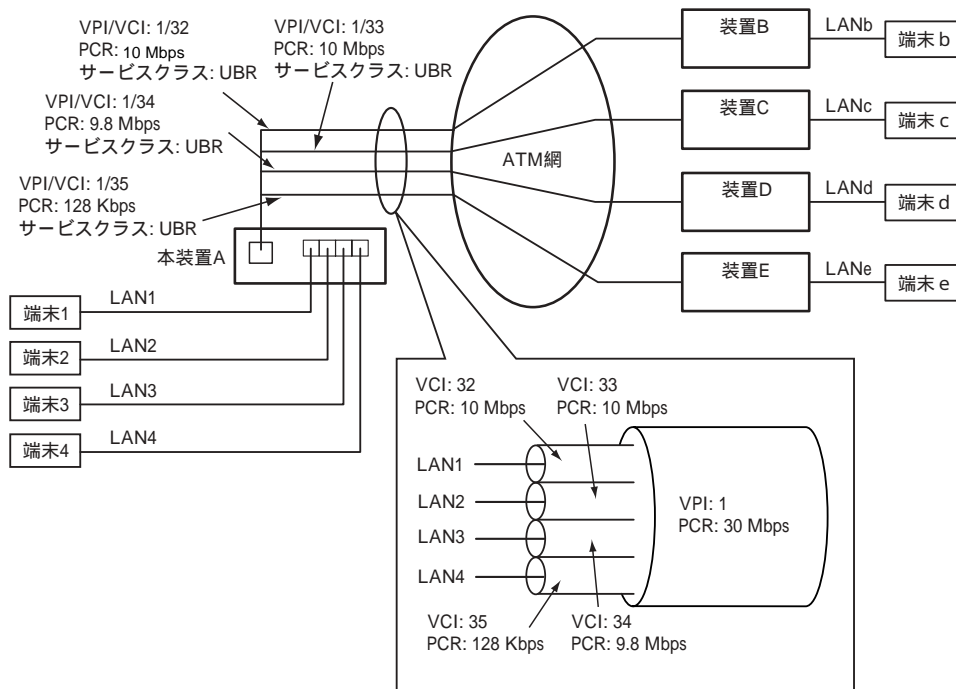 VPI/VCI: 1/32
PCR: 10 Mbps
サービスクラス: UBR
VPI/VCI: 1/33
PCR: 10 Mbps
サービスクラス: UBR
VPI/VCI: 1/34
PCR: 9.8 Mbps
サービスクラス: UBR
VPI/VCI: 1/35
PCR: 128 Kbps
サービスクラス: UBR
本装置A
ATM網
装置B
LANb
端末b
装置C
LANc
端末c
装置D
LANd
端末d
装置E
LANe
端末e
端末1
LAN1
端末2
LAN2
端末3
LAN3
端末4
LAN4
VCI: 32
PCR: 10 Mbps
VCI: 33
PCR: 10 Mbps
LAN1
LAN2
LAN3
LAN4
VPI: 1
PCR: 30 Mbps
VCI: 35
PCR: 128 Kbps
VCI: 34
PCR: 9.8 Mbps